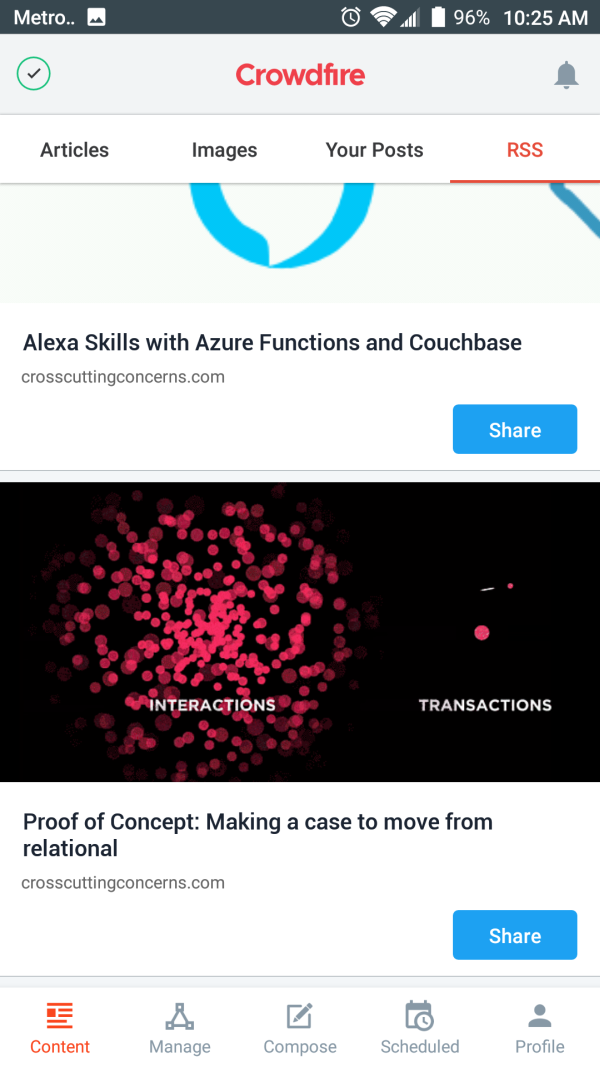 Metro.. 96% 10:25 AM
Crowdfire
Articles Images Your Posts RSS
Alexa Skills with Azure Functions and Couchbase
crosscuttingconcerns.com
Share
INTERACTIONS TRANSACTIONS
Proof of Concept: Making a case to move from
relational
crosscuttingconcerns.com
Share
Content Manage Compose Scheduled Profile